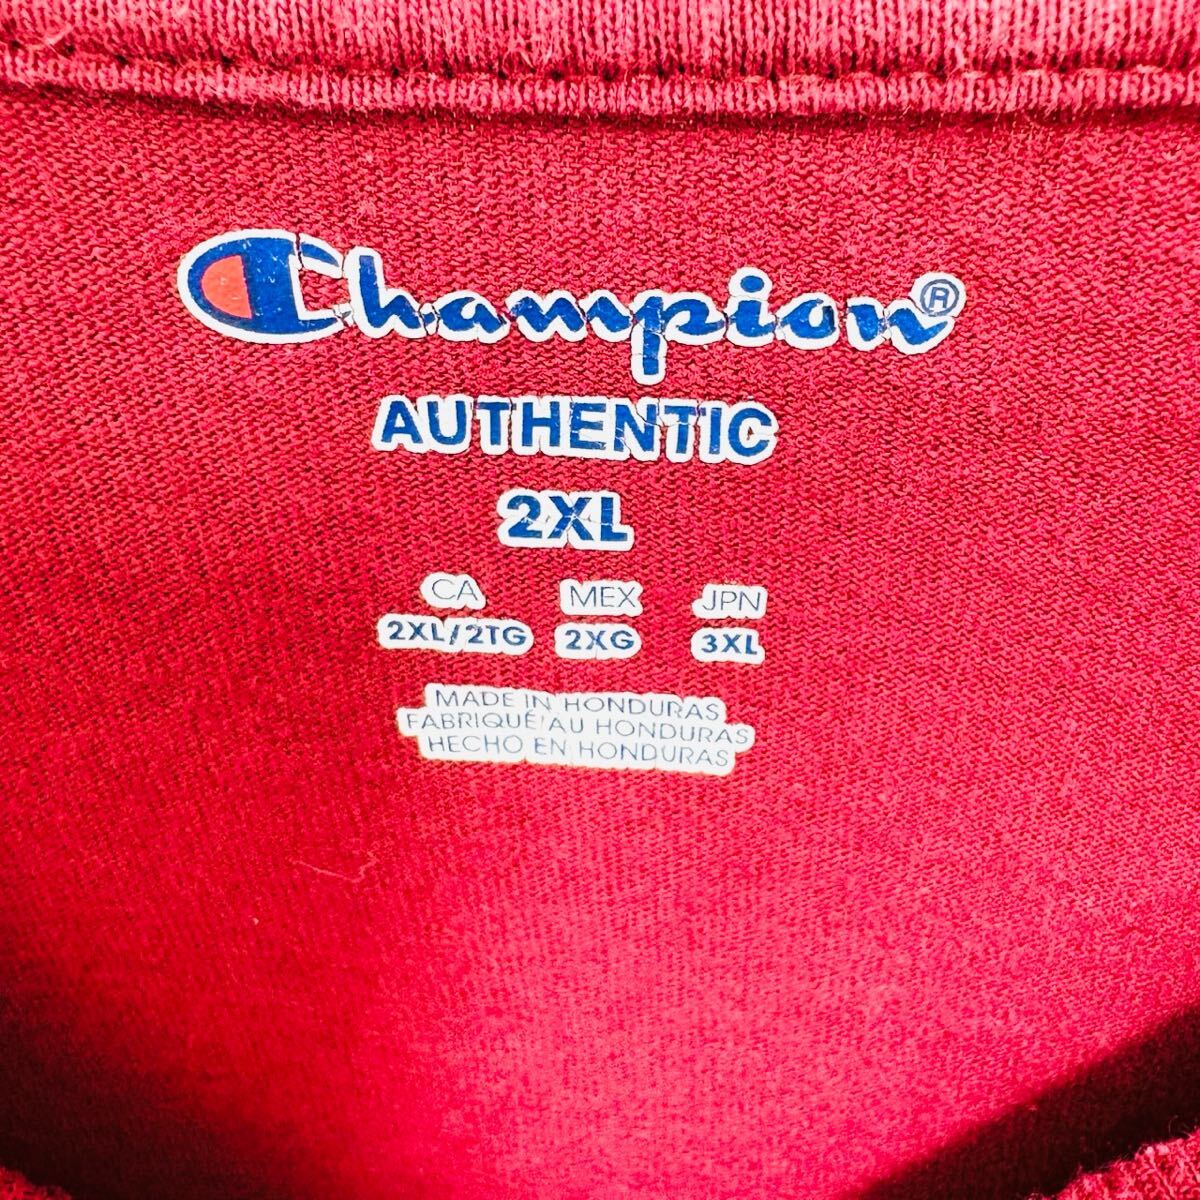 Champion®
AUTHENTIC
2XL
CA MEX JPN
2XL/2TG 2XG 3XL
MADE IN HONDURAS
FABRIQUÉ AU HONDURAS
HECHO EN HONDURAS